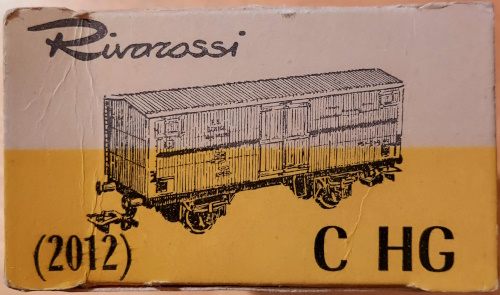 Rivarossi
(2012) C HG